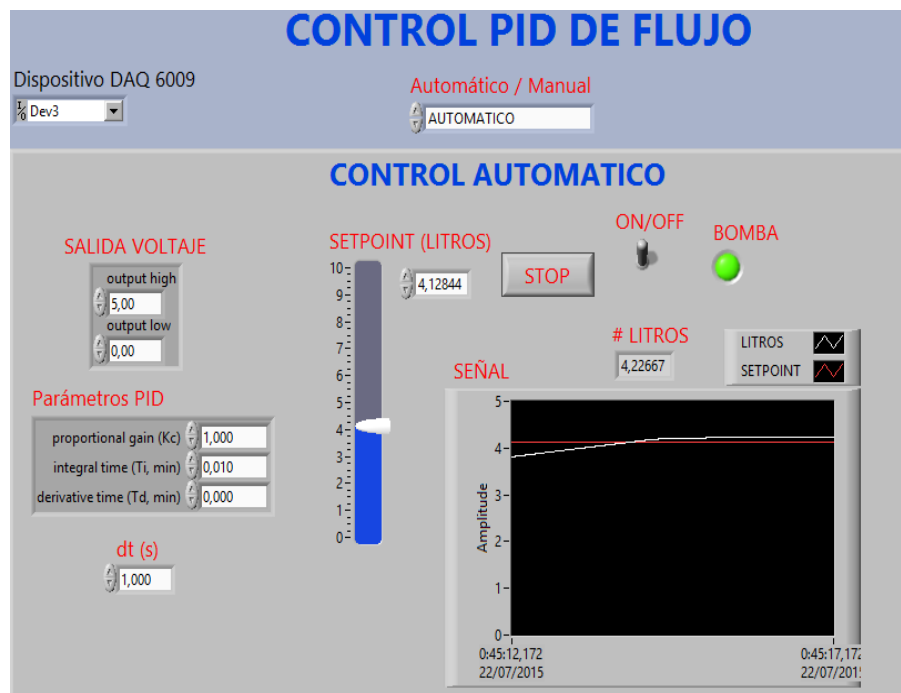 CONTROL PID DE FLUJO
Dispositivo DAQ 6009
Dev3
Automático / Manual
AUTOMATICO
CONTROL AUTOMATICO
SALIDA VOLTAJE
output high
5,00
output low
0,00
Parámetros PID
proportional gain (Kc) 1,000
integral time (Ti, min) 0,010
derivative time (Td, min) 0,000
dt (s)
1,000
SETPOINT (LITROS)
4,12844
10
9
8
7
6
5
4
3
2
1
0
STOP
ON/OFF
BOMBA
# LITROS
4,22667
LITROS
SETPOINT
SEÑAL
Amplitude
5
4
3
2
1
0
0:45:12,172
22/07/2015
0:45:17,172
22/07/201